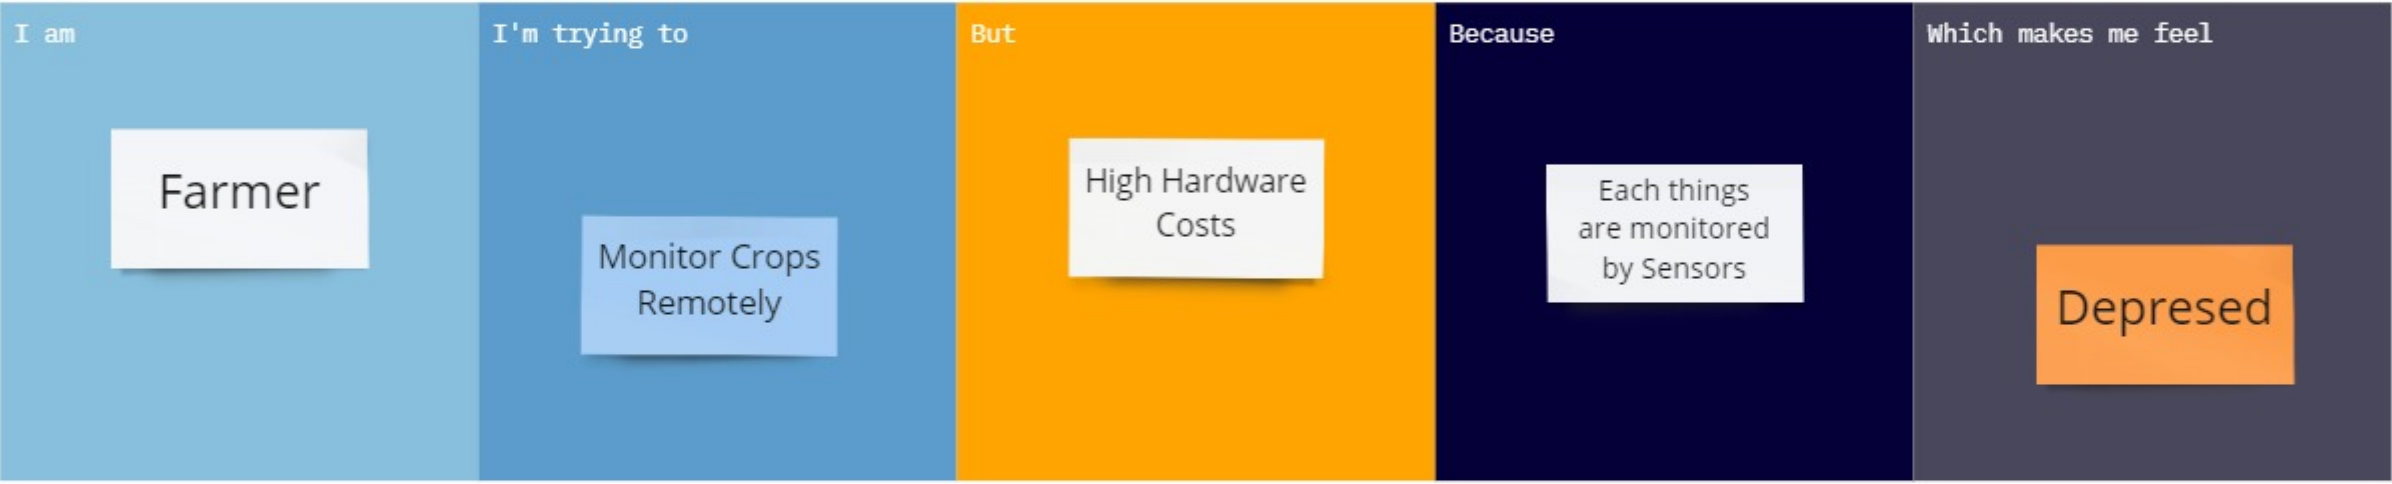 I am
Farmer
I'm trying to
Monitor Crops
Remotely
But
High Hardware
Costs
Because
Each things
are monitored
by Sensors
Which makes me feel
Depresed